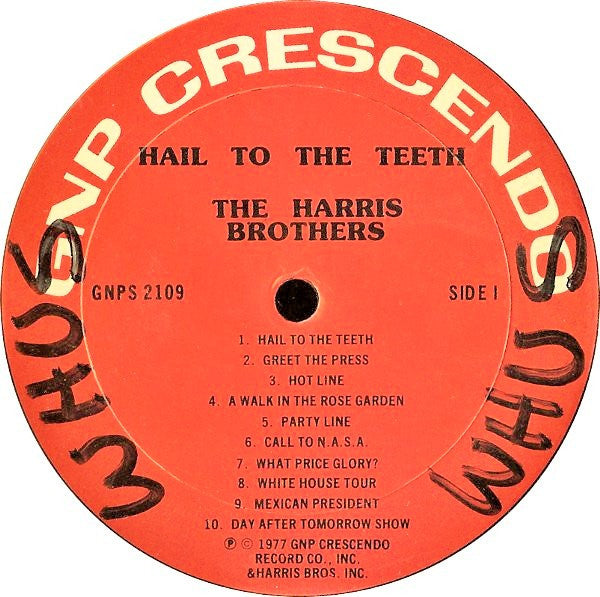 GNP CRESCENDO
HAIL TO THE TEETH
THE HARRIS
BROTHERS
GNPS 2109
SIDE I
1. HAIL TO THE TEETH
2. GREET THE PRESS
3. HOT LINE
4. A WALK IN THE ROSE GARDEN
5. PARTY LINE
6. CALL TO N.A.S.A.
7. WHAT PRICE GLORY?
8. WHITE HOUSE TOUR
9. MEXICAN PRESIDENT
10. DAY AFTER TOMORROW SHOW
℗ © 1977 GNP CRESCENDO
RECORD CO., INC.
&HARRIS BROS. INC.
WHUS
WHUS